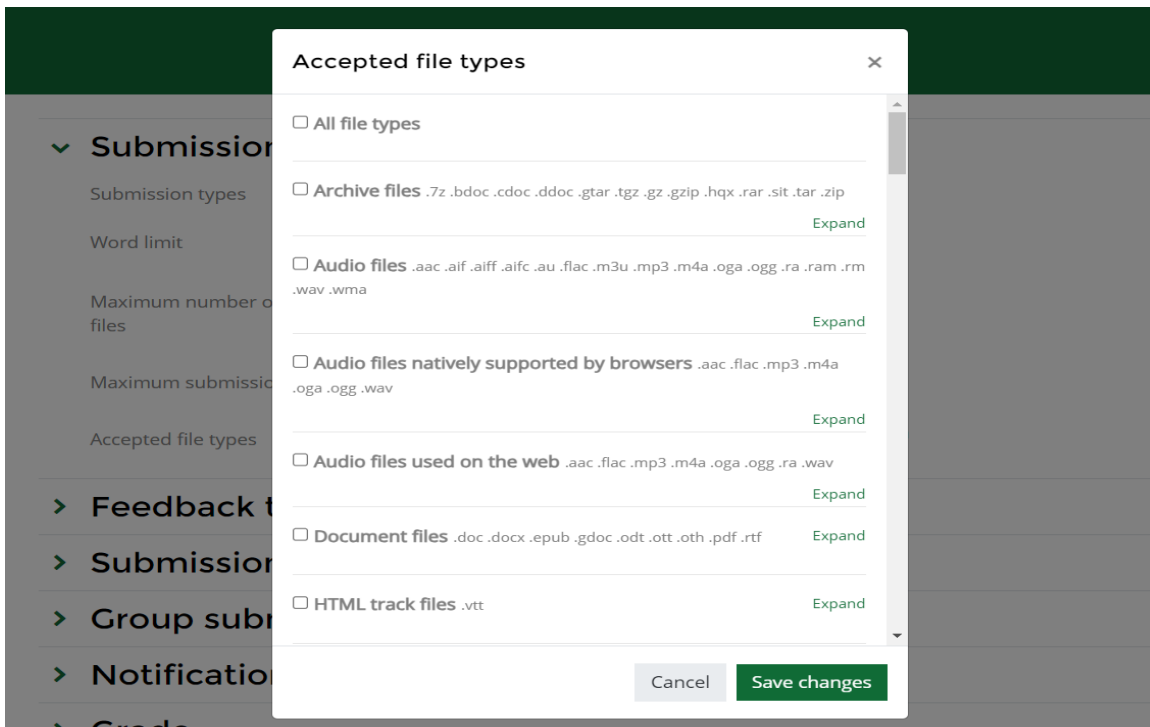 Accepted file types ×
All file types
Submission
Archive files .7z .bdoc .cdoc .ddoc .gtar .tgz .gz .gzip .hqx .rar .sit .tar .zip
Submission types
Expand
Word limit
Audio files .aac .aif .aiff .aifc .au .flac .m3u .mp3 .m4a .oga .ogg .ra .ram .rm
.wav .wma
Maximum number o
files
Expand
Audio files natively supported by browsers .aac .flac .mp3 .m4a
.oga .ogg .wav
Maximum submissio
Expand
Accepted file types
Audio files used on the web .aac .flac .mp3 .m4a .oga .ogg .ra .wav
Expand
Feedback t
Document files .doc .docx .epub .gdoc .odt .ott .oth .pdf .rtf Expand
Submission
HTML track files .vtt Expand
Group subr
Notification
Cancel Save changes
Grade